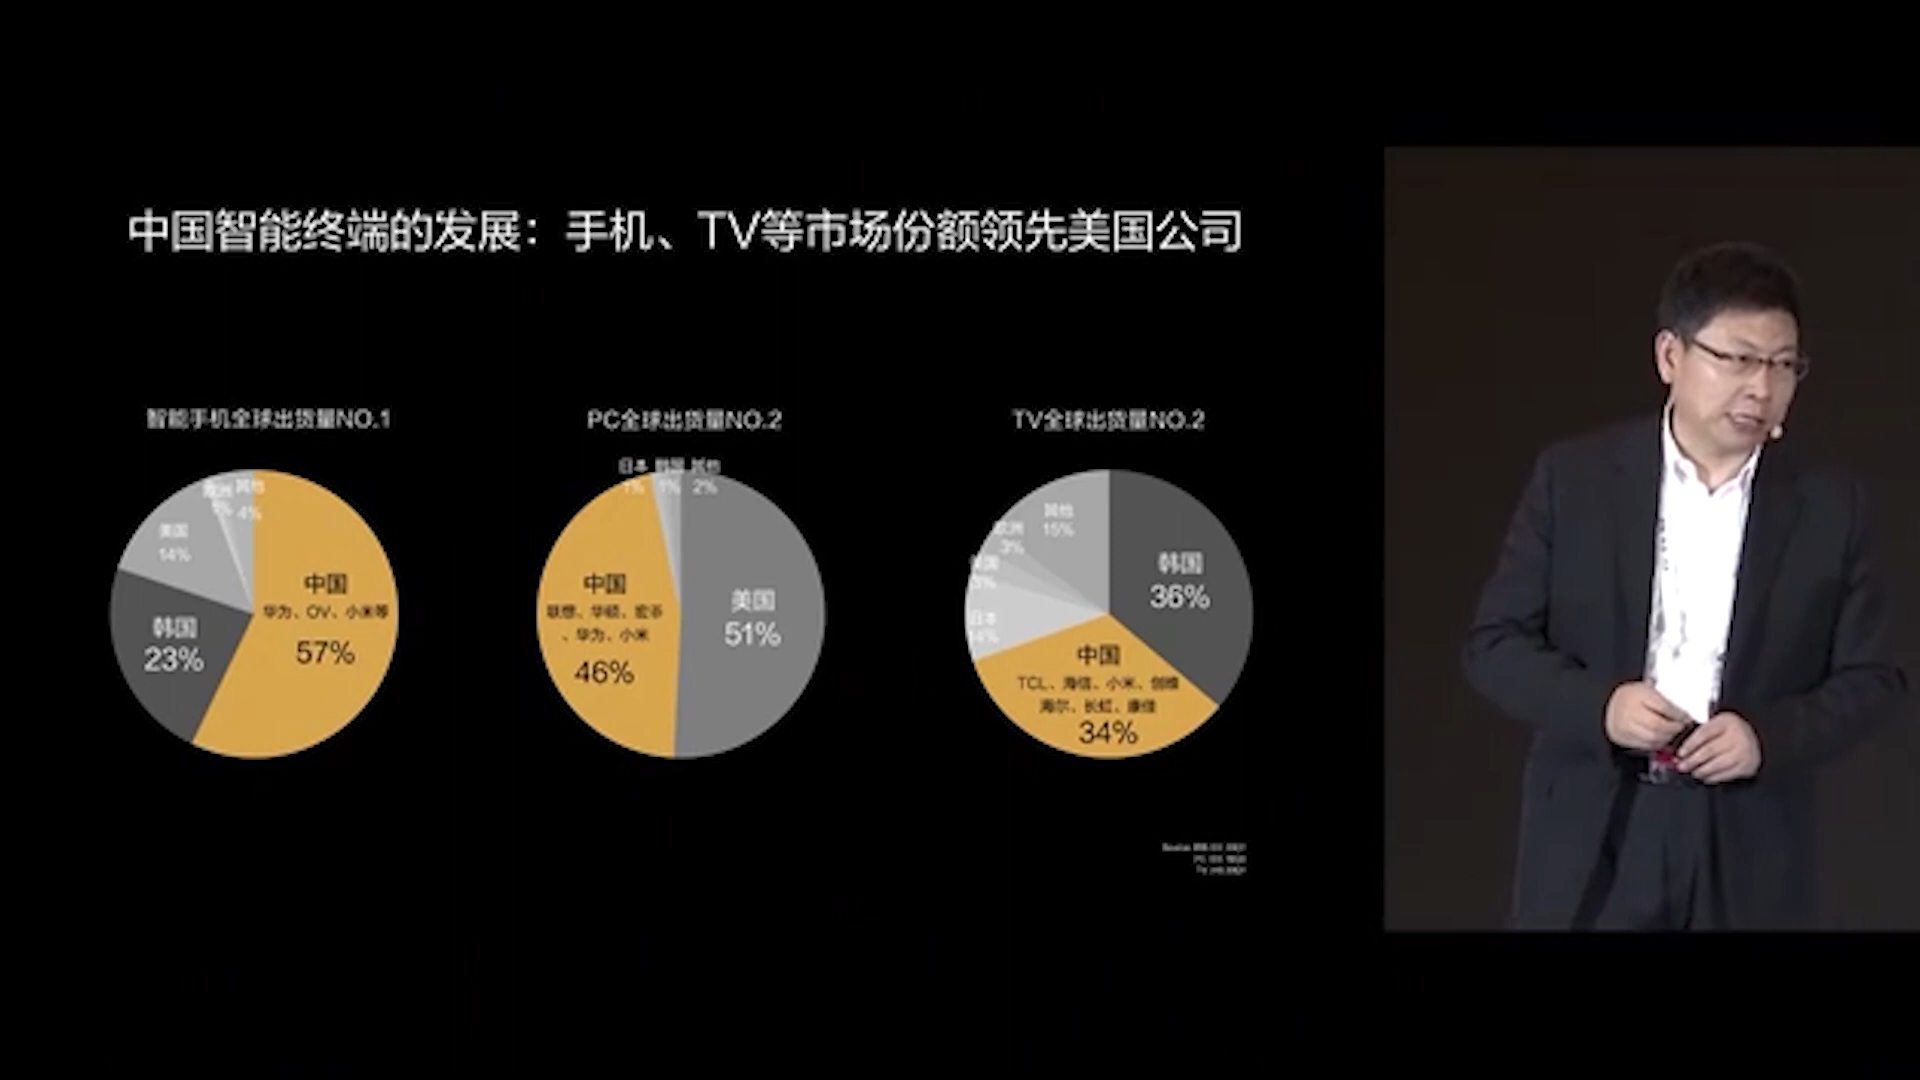 中国智能终端的发展：手机、TV等市场份额领先美国公司
智能手机全球出货量NO.1
欧洲
其他
4%
美国
14%
中国
华为、OV、小米等
57%
韩国
23%
PC全球出货量NO.2
日本 韩国 其他
1% 1% 2%
中国
联想、华硕、宏碁
、华为、小米
46%
美国
51%
TV全球出货量NO.2
其他
15%
欧洲
3%
美国
日本
韩国
36%
中国
TCL、海信、小米、创维
海尔、长虹、康佳
34%